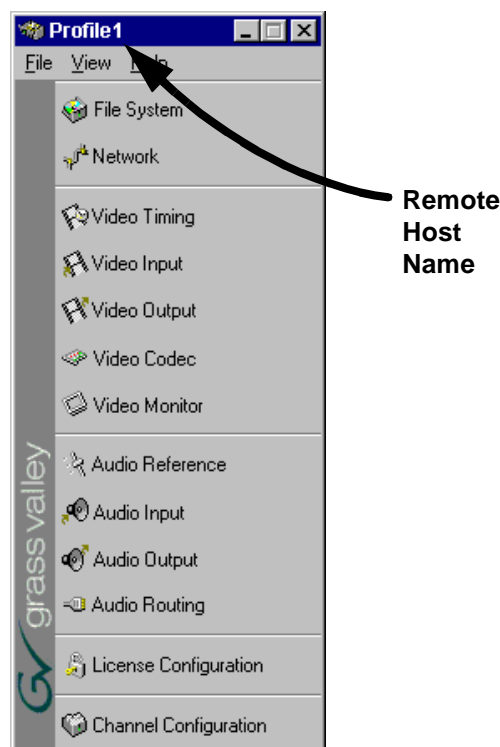 Profile1
File View Help
File System
Network
Video Timing
Video Input
Video Output
Video Codec
Video Monitor
Audio Reference
Audio Input
Audio Output
Audio Routing
License Configuration
Channel Configuration
grass valley
Remote
Host
Name